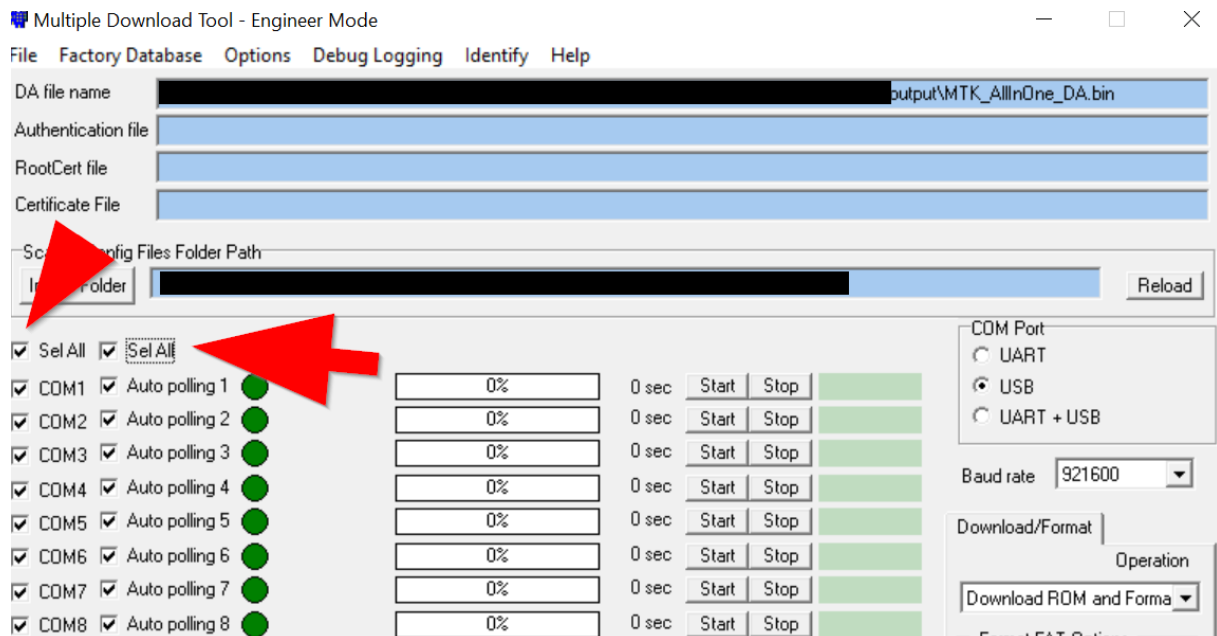 Multiple Download Tool - Engineer Mode
File Factory Database Options Debug Logging Identify Help
DA file name output\MTK_AllInOne_DA.bin
Authentication file
RootCert file
Certificate File
Files Folder Path
Reload
Sel All Sel All
COM Port
UART
COM1 Auto polling 1 0% 0 sec Start Stop
USB
COM2 Auto polling 2 0% 0 sec Start Stop
UART + USB
COM3 Auto polling 3 0% 0 sec Start Stop
Baud rate 921600
COM4 Auto polling 4 0% 0 sec Start Stop
COM5 Auto polling 5 0% 0 sec Start Stop
Download/Format
COM6 Auto polling 6 0% 0 sec Start Stop
Operation
COM7 Auto polling 7 0% 0 sec Start Stop
Download ROM and Forma
COM8 Auto polling 8 0% 0 sec Start Stop